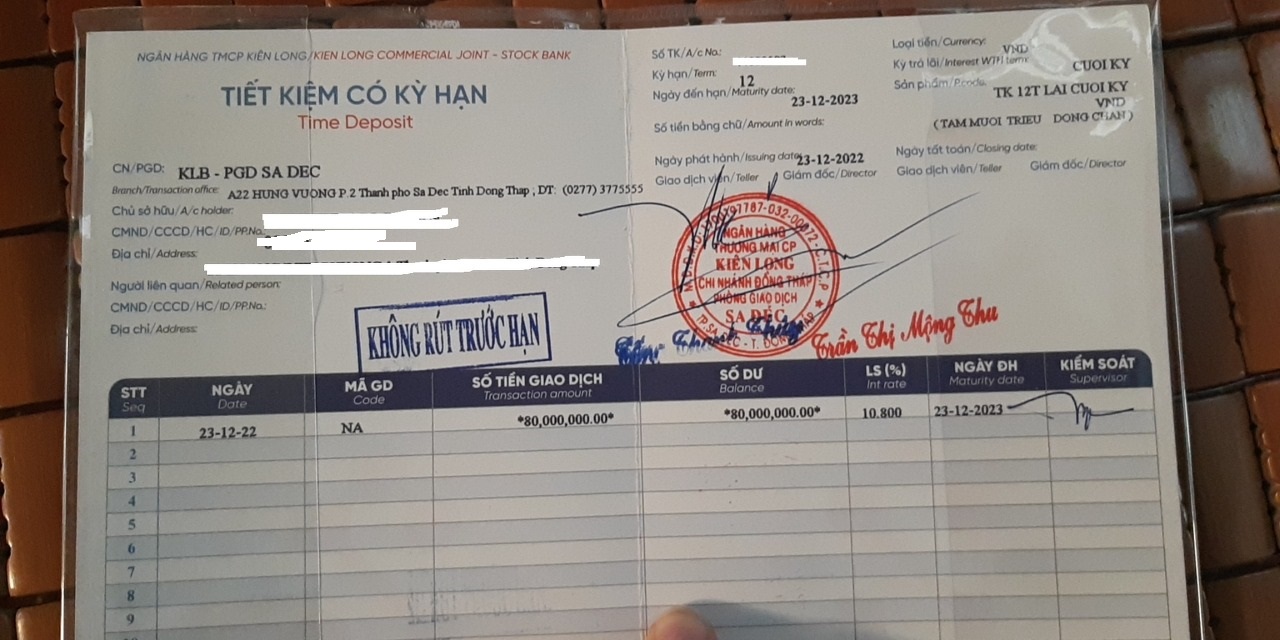 NGÂN HÀNG TMCP KIÊN LONG/KIEN LONG COMMERCIAL JOINT - STOCK BANK
TIẾT KIỆM CÓ KỲ HẠN
Time Deposit
CN/PGD: KLB - PGD SA DEC
Branch/Transaction office: A22 HUNG VUONG P.2 Thanh pho Sa Dec Tinh Dong Thap ; DT: (0277) 3775555
Chủ sở hữu/A/c holder:
CMND/CCCD/HC/ID/PP.No.:
Địa chỉ/Address:
Người liên quan/Related person:
CMND/CCCD/HC/ID/PP.No.:
Địa chỉ/Address:
KHÔNG RÚT TRƯỚC HẠN
Số TK/A/c No.:
Kỳ hạn/Term: 12
Ngày đến hạn/Maturity date: 23-12-2023
Số tiền bằng chữ/Amount in words:
Loại tiền/Currency: VND
Kỳ trả lãi/Interest WTH term: CUOI KY
Sản phẩm/Pcode: TK 12T LAI CUOI KY
VND
(TAM MUOI TRIEU DONG CHAN)
Ngày phát hành/Issuing date: 23-12-2022
Giao dịch viên/Teller Giám đốc/Director
Ngày tất toán/Closing date:
Giao dịch viên/Teller Giám đốc/Director
NGÂN HÀNG
THƯƠNG MẠI CP
KIÊN LONG
CHI NHÁNH ĐỒNG THÁP
PHÒNG GIAO DỊCH
SA ĐÉC
Trần Thị Mộng Thu
STT NGÀY MÃ GD SỐ TIỀN GIAO DỊCH SỐ DƯ LS (%) NGÀY ĐH KIỂM SOÁT
Seq Date Code Transaction amount Balance Int rate Maturity date Supervisor
1 23-12-22 NA *80,000,000.00* *80,000,000.00* 10.800 23-12-2023
2
3
4
5
6
7
8
9